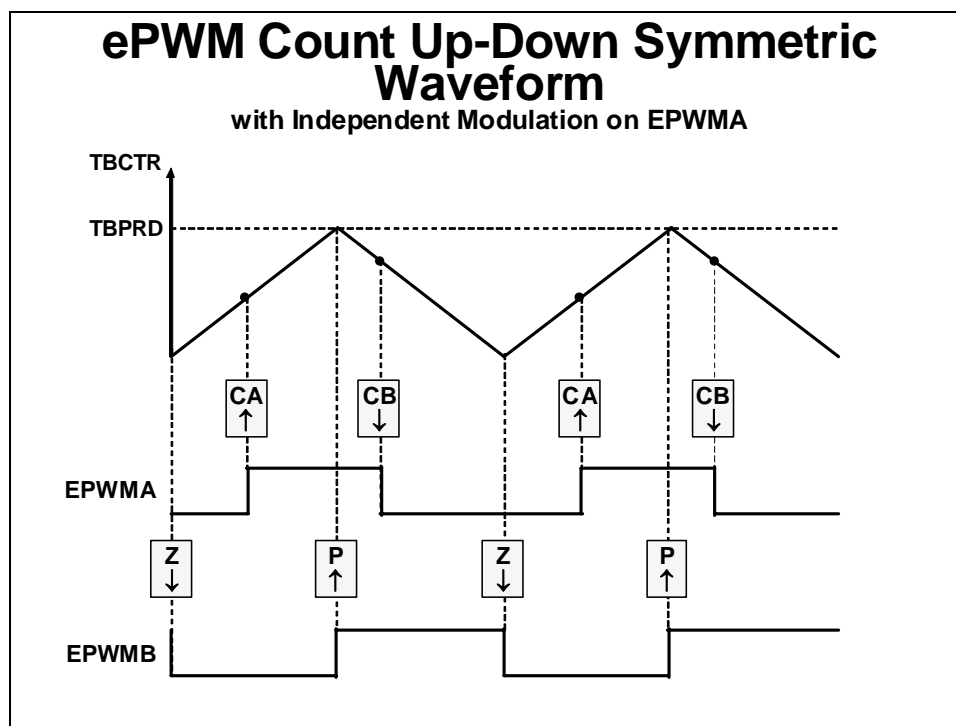 ePWM Count Up-Down Symmetric
Waveform
with Independent Modulation on EPWMA
TBCTR
TBPRD
CA CB CA CB
↑ ↓ ↑ ↓
EPWMA
Z P Z P
↓ ↑ ↓ ↑
EPWMB